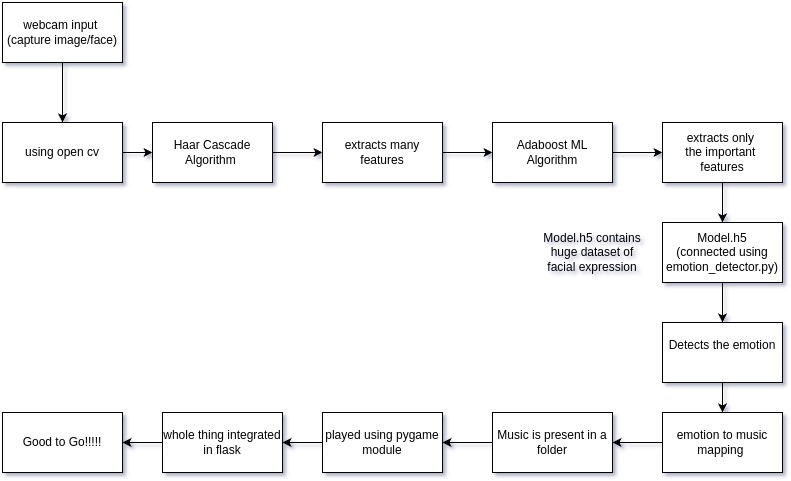 webcam input
(capture image/face)
using open cv
Haar Cascade
Algorithm
extracts many
features
Adaboost ML
Algorithm
extracts only
the important
features
Model.h5 contains
huge dataset of
facial expression
Model.h5
(connected using
emotion_detector.py)
Detects the emotion
emotion to music
mapping
Music is present in a
folder
played using pygame
module
whole thing integrated
in flask
Good to Go!!!!!